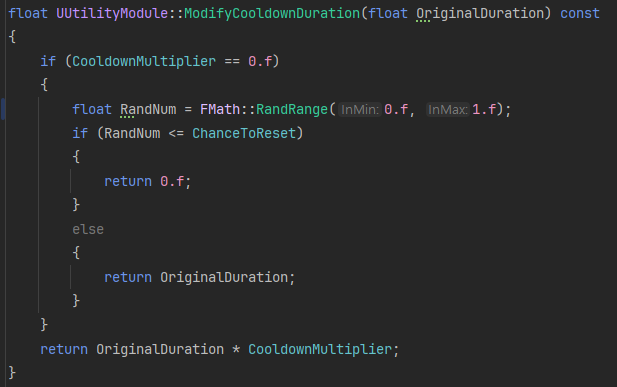 float UUtilityModule::ModifyCooldownDuration(float OriginalDuration) const
{
    if (CooldownMultiplier == 0.f)
    {
        float RandNum = FMath::RandRange(InMin: 0.f, InMax: 1.f);
        if (RandNum <= ChanceToReset)
        {
            return 0.f;
        }
        else
        {
            return OriginalDuration;
        }
    }
    return OriginalDuration * CooldownMultiplier;
}